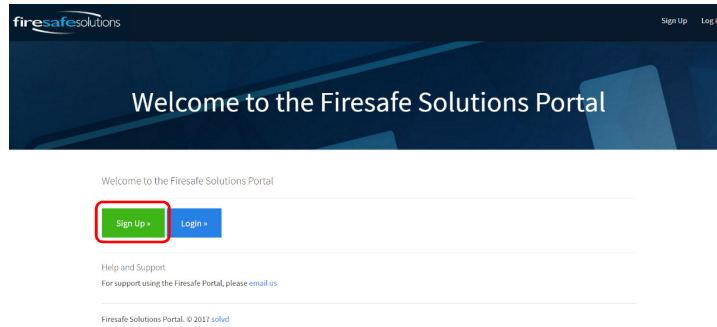 firesafesolutions
Sign Up Log i
Welcome to the Firesafe Solutions Portal
Welcome to the Firesafe Solutions Portal
Sign Up » Login »
Help and Support
For support using the Firesafe Portal, please email us
Firesafe Solutions Portal. © 2017 solvd